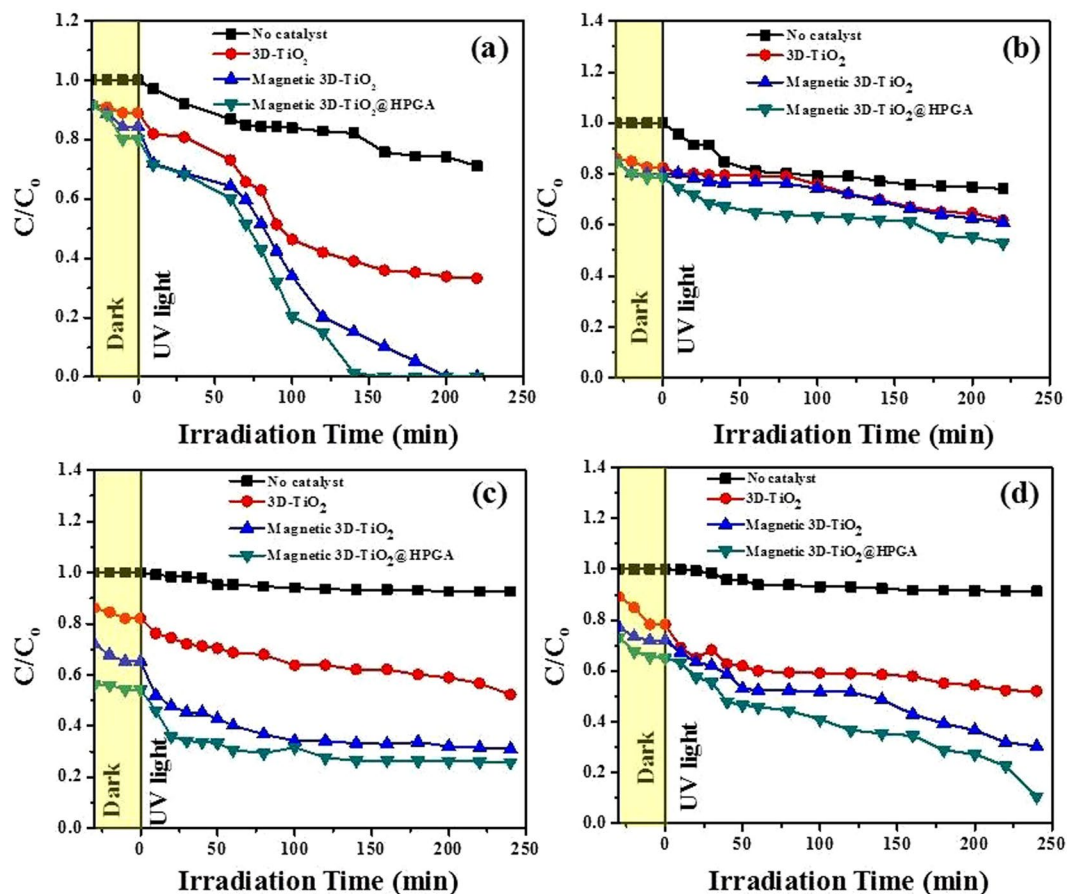 (a)
No catalyst
3D-TiO₂
Magnetic 3D-TiO₂
Magnetic 3D-TiO₂@HPGA
1.2
1.0
0.8
0.6
0.4
0.2
0.0
C/Co
Dark
UV light
0 50 100 150 200 250
Irradiation Time (min)
(b)
No catalyst
3D-TiO₂
Magnetic 3D-TiO₂
Magnetic 3D-TiO₂@HPGA
1.4
1.2
1.0
0.8
0.6
0.4
0.2
0.0
C/Co
Dark
UV light
0 50 100 150 200 250
Irradiation Time (min)
(c)
No catalyst
3D-TiO₂
Magnetic 3D-TiO₂
Magnetic 3D-TiO₂@HPGA
1.4
1.2
1.0
0.8
0.6
0.4
0.2
0.0
C/Co
Dark
UV light
0 50 100 150 200 250
Irradiation Time (min)
(d)
No catalyst
3D-TiO₂
Magnetic 3D-TiO₂
Magnetic 3D-TiO₂@HPGA
1.4
1.2
1.0
0.8
0.6
0.4
0.2
0.0
C/Co
Dark
UV light
0 50 100 150 200 250
Irradiation Time (min)